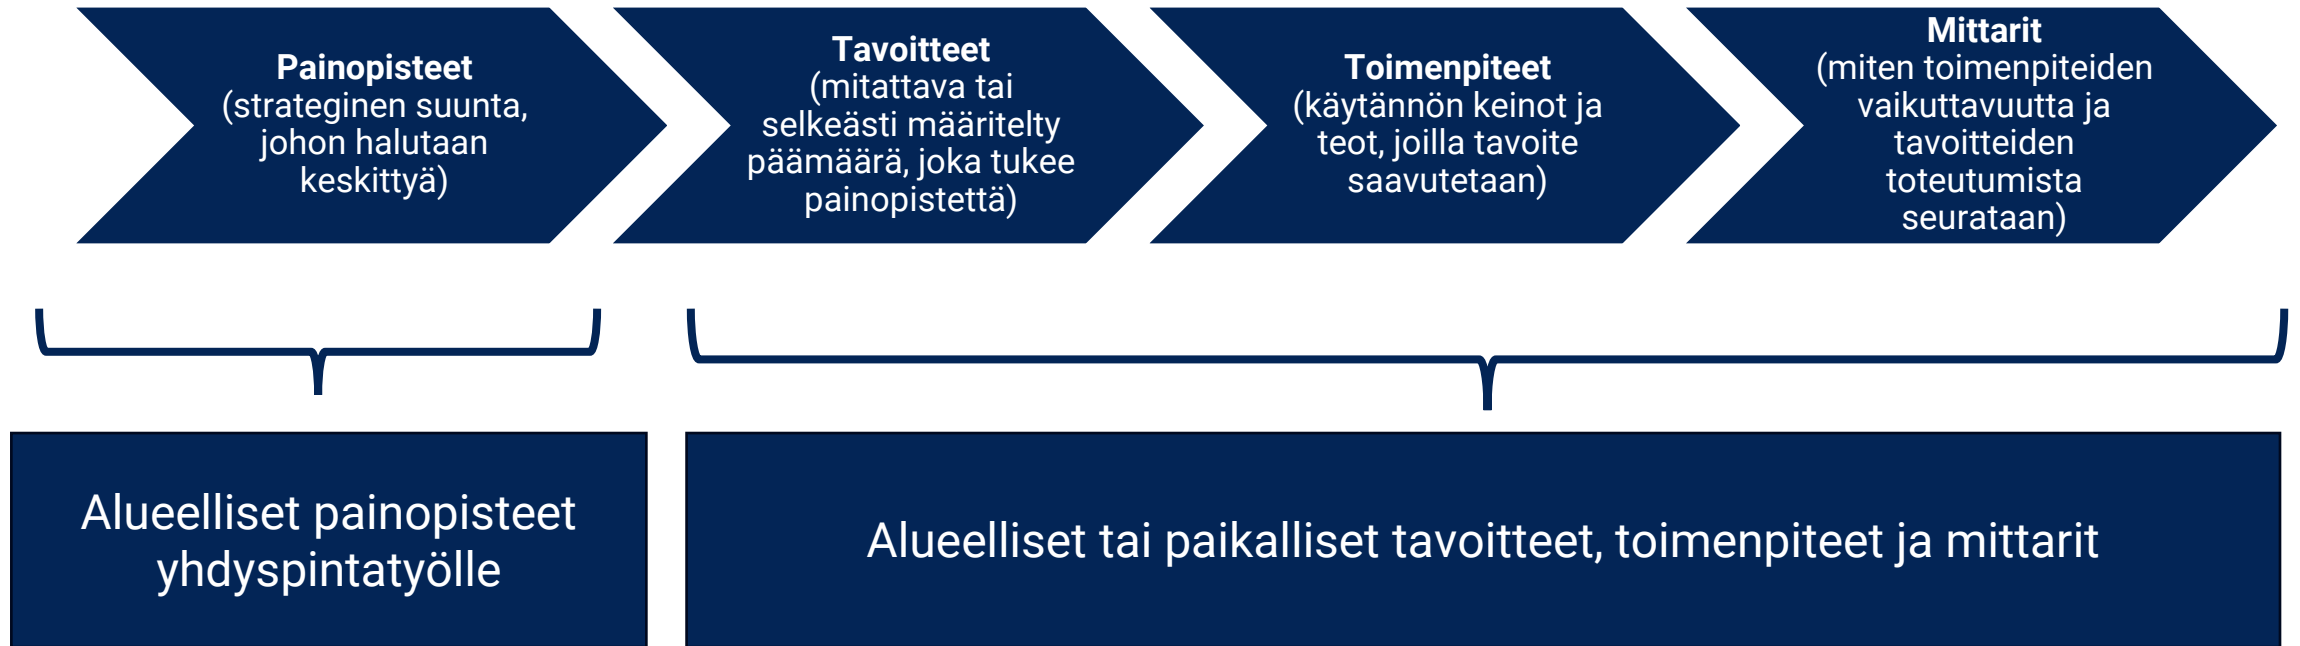 Painopisteet
(strateginen suunta,
johon halutaan
keskittyä)
Tavoitteet
(mitattava tai
selkeästi määritelty
päämäärä, joka tukee
painopistettä)
Toimenpiteet
(käytännön keinot ja
teot, joilla tavoite
saavutetaan)
Mittarit
(miten toimenpiteiden
vaikuttavuutta ja
tavoitteiden
toteutumista
seurataan)
Alueelliset painopisteet
yhdyspintatyölle
Alueelliset tai paikalliset tavoitteet, toimenpiteet ja mittarit